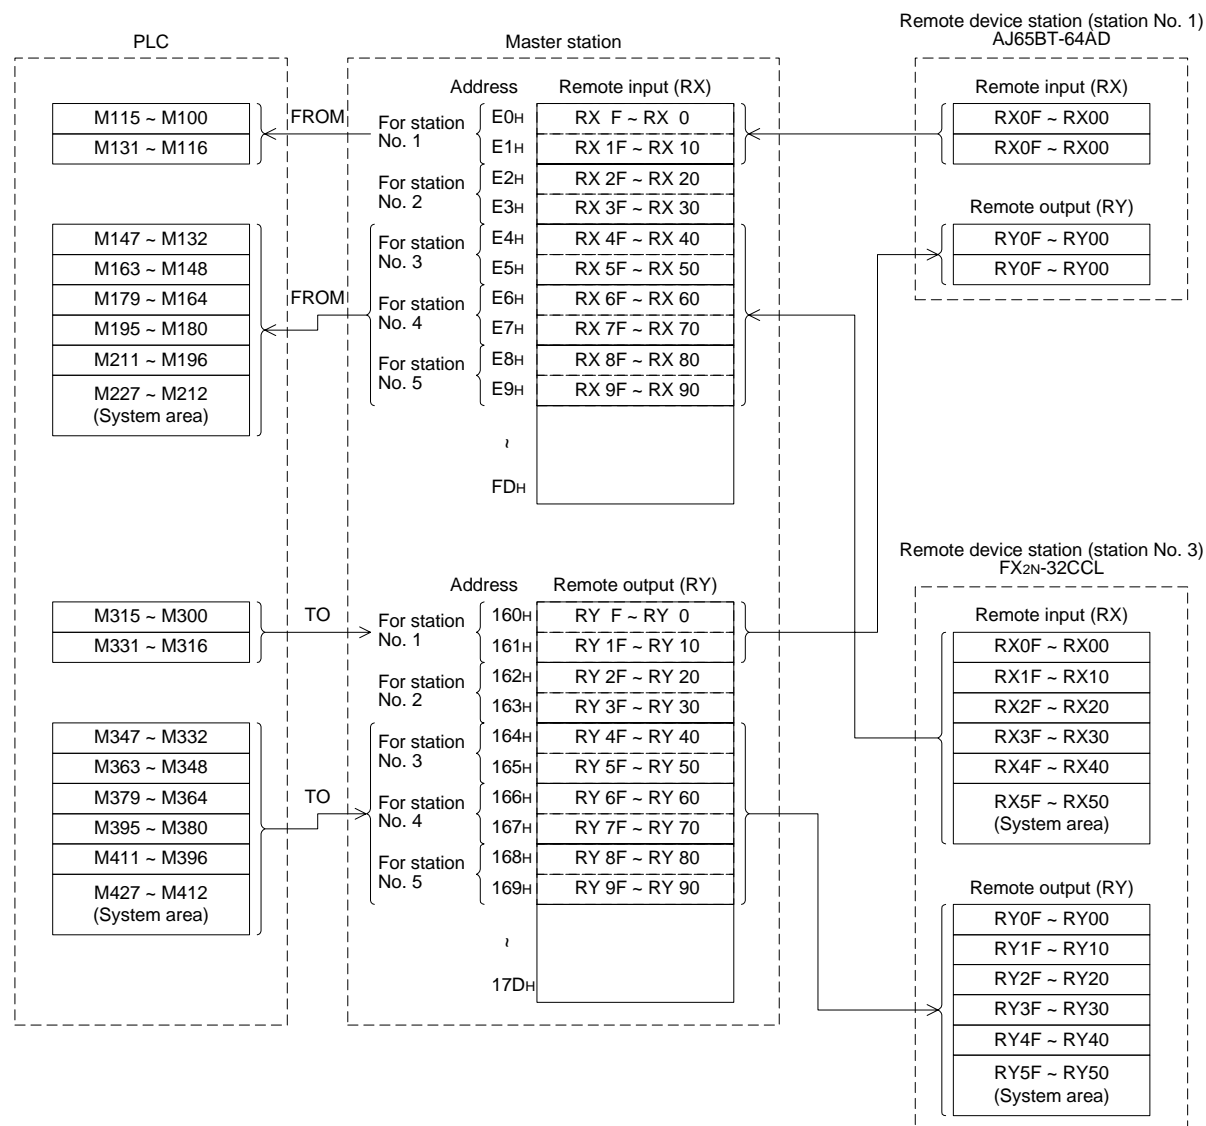 PLC
M115 ~ M100
M131 ~ M116
M147 ~ M132
M163 ~ M148
M179 ~ M164
M195 ~ M180
M211 ~ M196
M227 ~ M212
(System area)
M315 ~ M300
M331 ~ M316
M347 ~ M332
M363 ~ M348
M379 ~ M364
M395 ~ M380
M411 ~ M396
M427 ~ M412
(System area)
FROM
FROM
TO
TO
Master station
Address Remote input (RX)
For station
No. 1
E0H RX F ~ RX 0
E1H RX 1F ~ RX 10
For station
No. 2
E2H RX 2F ~ RX 20
E3H RX 3F ~ RX 30
For station
No. 3
E4H RX 4F ~ RX 40
E5H RX 5F ~ RX 50
For station
No. 4
E6H RX 6F ~ RX 60
E7H RX 7F ~ RX 70
For station
No. 5
E8H RX 8F ~ RX 80
E9H RX 9F ~ RX 90
~
FDH
Address Remote output (RY)
For station
No. 1
160H RY F ~ RY 0
161H RY 1F ~ RY 10
For station
No. 2
162H RY 2F ~ RY 20
163H RY 3F ~ RY 30
For station
No. 3
164H RY 4F ~ RY 40
165H RY 5F ~ RY 50
For station
No. 4
166H RY 6F ~ RY 60
167H RY 7F ~ RY 70
For station
No. 5
168H RY 8F ~ RY 80
169H RY 9F ~ RY 90
~
17DH
Remote device station (station No. 1)
AJ65BT-64AD
Remote input (RX)
RX0F ~ RX00
RX0F ~ RX00
Remote output (RY)
RY0F ~ RY00
RY0F ~ RY00
Remote device station (station No. 3)
FX2N-32CCL
Remote input (RX)
RX0F ~ RX00
RX1F ~ RX10
RX2F ~ RX20
RX3F ~ RX30
RX4F ~ RX40
RX5F ~ RX50
(System area)
Remote output (RY)
RY0F ~ RY00
RY1F ~ RY10
RY2F ~ RY20
RY3F ~ RY30
RY4F ~ RY40
RY5F ~ RY50
(System area)